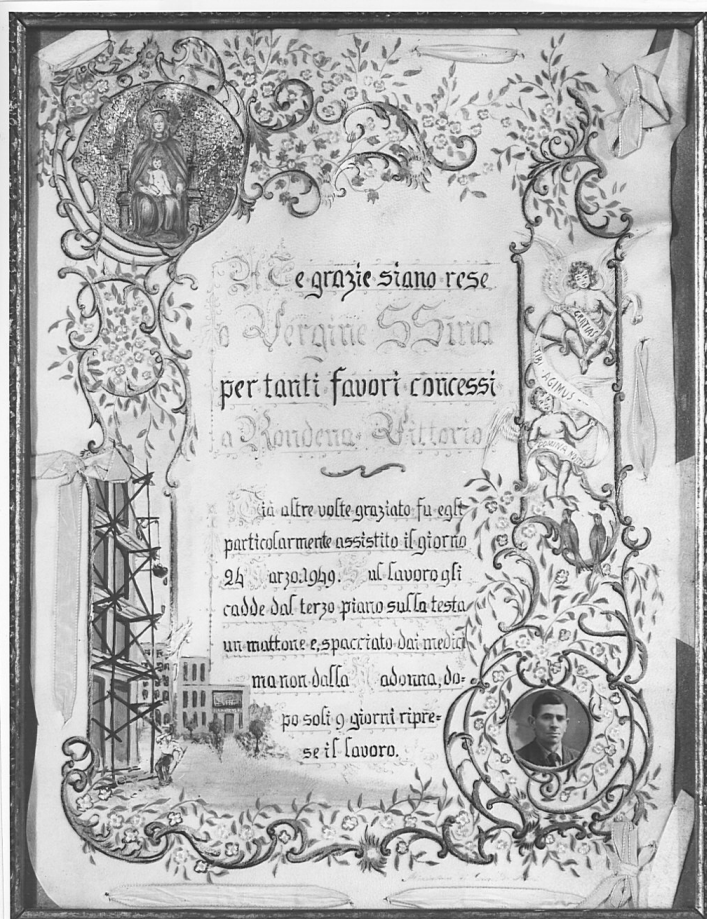 GRATIAS
TIBI AGIMUS
A Te grazie siano rese
o Vergine SSima
per tanti favori concessi
a Rondena Vittorio
Già altre volte graziato fu egli
particolarmente assistito il giorno
24 Marzo.1949. Sul lavoro gli
cadde dal terzo piano sulla testa
un mattone e, spacciato dai medici
ma non dalla Madonna, do=
po soli 9 giorni ripre=
se il lavoro.